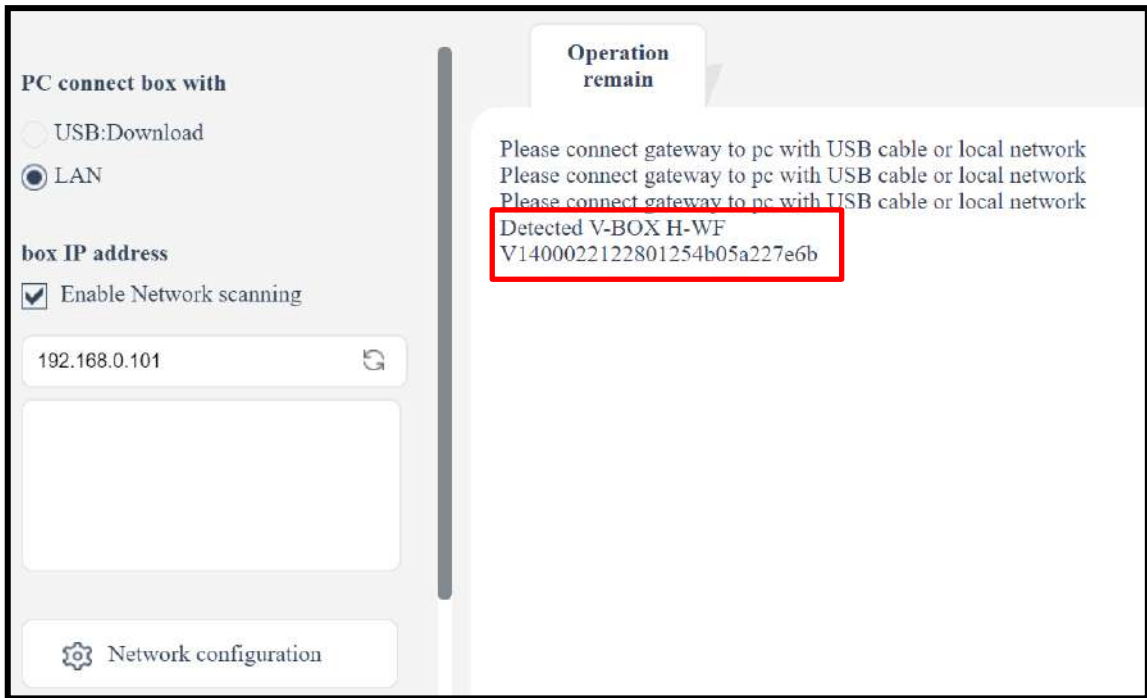 PC connect box with
USB:Download
LAN
box IP address
Enable Network scanning
192.168.0.101
Network configuration
Operation
remain
Please connect gateway to pc with USB cable or local network
Please connect gateway to pc with USB cable or local network
Please connect gateway to pc with USB cable or local network
Detected V-BOX H-WF
V1400022122801254b05a227e6b